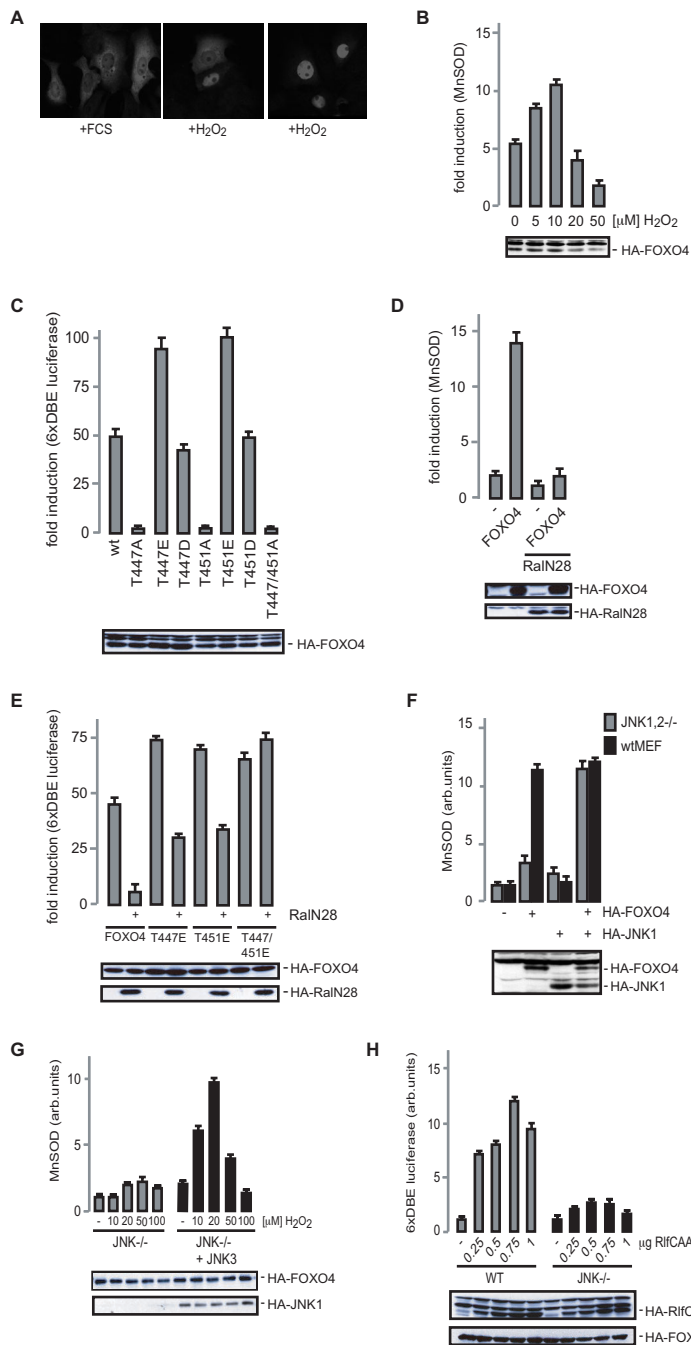 A
+FCS
+H2O2
+H2O2
B
fold induction (MnSOD)
15
10
5
0
0 5 10 20 50 [µM] H2O2
- HA-FOXO4
C
fold induction (6xDBE luciferase)
100
75
50
25
0
wt
T447A
T447E
T447D
T451A
T451E
T451D
T447/451A
- HA-FOXO4
D
fold induction (MnSOD)
15
10
5
0
-
FOXO4
-
FOXO4
RalN28
-HA-FOXO4
-HA-RalN28
E
fold induction (6xDBE luciferase)
75
50
25
0
+ + + + RalN28
FOXO4 T447E T451E T447/
451E
-HA-FOXO4
-HA-RalN28
F
JNK1,2-/-
wtMEF
MnSOD (arb.units)
15
10
5
0
- + + HA-FOXO4
+ + HA-JNK1
-HA-FOXO4
-HA-JNK1
G
MnSOD (arb.units)
10
5
0
- 10 20 50 100 - 10 20 50 100 [µM] H2O2
JNK-/- JNK-/-
+ JNK3
-HA-FOXO4
-HA-JNK1
H
6xDBE luciferase (arb.units)
15
10
5
0
- 0.25 0.5 0.75 1 - 0.25 0.5 0.75 1 µg RlfCAA
WT JNK-/-
-HA-RlfC
-HA-FOX